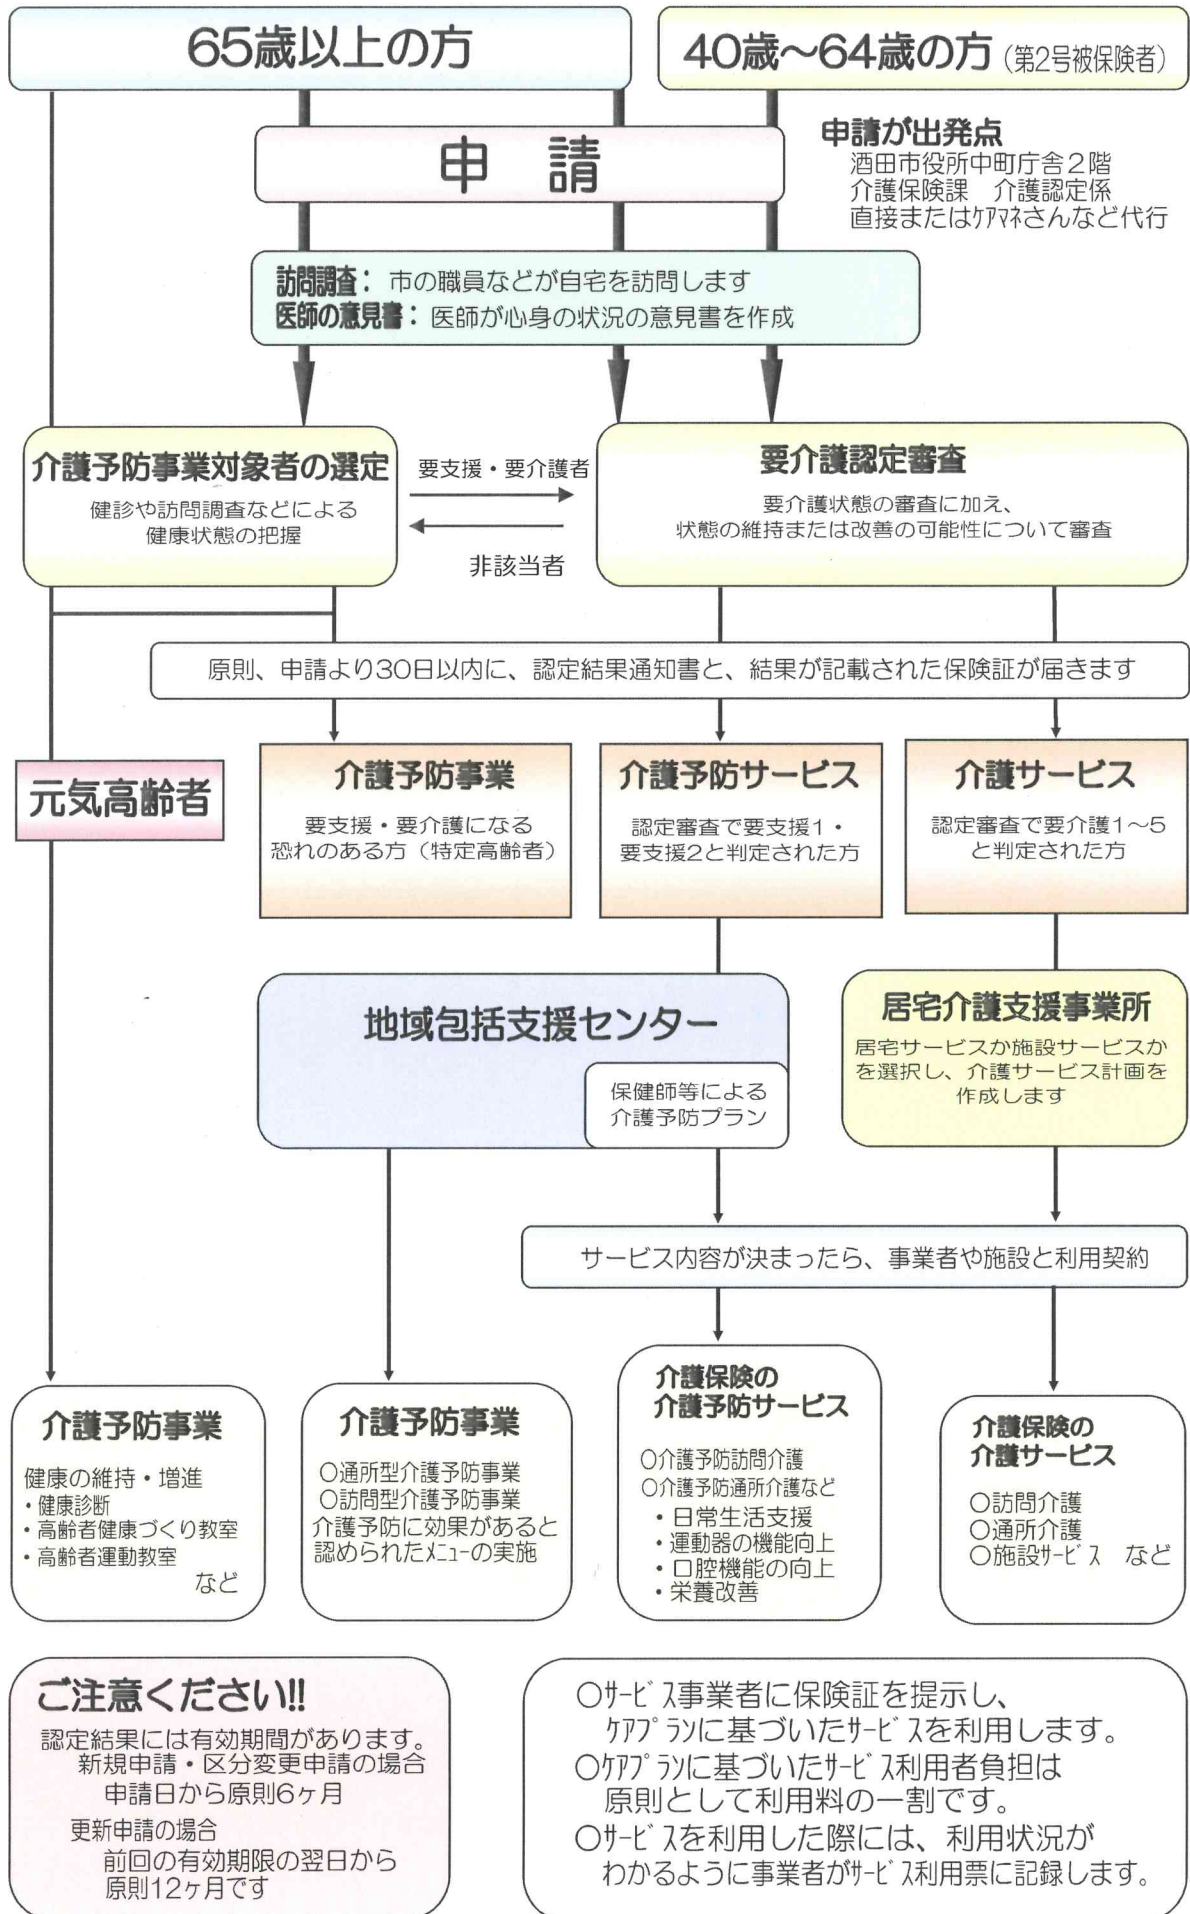 65歳以上の方
40歳～64歳の方（第2号被保険者）
申請
申請が出発点
酒田市役所中町庁舎２階
介護保険課　介護認定係
直接またはｹｱﾏﾈさんなど代行
訪問調査：市の職員などが自宅を訪問します
医師の意見書：医師が心身の状況の意見書を作成
介護予防事業対象者の選定
健診や訪問調査などによる
健康状態の把握
要支援・要介護者
非該当者
要介護認定審査
要介護状態の審査に加え、
状態の維持または改善の可能性について審査
原則、申請より30日以内に、認定結果通知書と、結果が記載された保険証が届きます
元気高齢者
介護予防事業
要支援・要介護になる
恐れのある方（特定高齢者）
介護予防サービス
認定審査で要支援1・
要支援2と判定された方
介護サービス
認定審査で要介護1～5
と判定された方
地域包括支援センター
保健師等による
介護予防プラン
居宅介護支援事業所
居宅サービスか施設サービスか
を選択し、介護サービス計画を
作成します
サービス内容が決まったら、事業者や施設と利用契約
介護予防事業
健康の維持・増進
・健康診断
・高齢者健康づくり教室
・高齢者運動教室
など
介護予防事業
○通所型介護予防事業
○訪問型介護予防事業
介護予防に効果があると
認められたﾒﾆｭｰの実施
介護保険の
介護予防サービス
○介護予防訪問介護
○介護予防通所介護など
・日常生活支援
・運動器の機能向上
・口腔機能の向上
・栄養改善
介護保険の
介護サービス
○訪問介護
○通所介護
○施設ｻｰﾋﾞｽ　など
ご注意ください!!
認定結果には有効期間があります。
新規申請・区分変更申請の場合
申請日から原則6ヶ月
更新申請の場合
前回の有効期限の翌日から
原則12ヶ月です
○ｻｰﾋﾞｽ事業者に保険証を提示し、
ｹｱﾌﾟﾗﾝに基づいたｻｰﾋﾞｽを利用します。
○ｹｱﾌﾟﾗﾝに基づいたｻｰﾋﾞｽ利用者負担は
原則として利用料の一割です。
○ｻｰﾋﾞｽを利用した際には、利用状況が
わかるように事業者がｻｰﾋﾞｽ利用票に記録します。